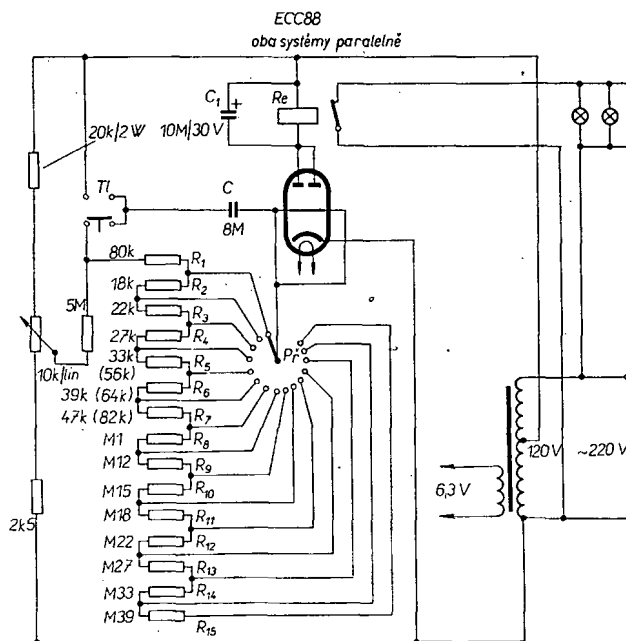 ECC88
oba systémy paralelně
C1 +
10M/30 V
Re
20k/2 W
Tl
C
8M
80k R1
18k R2
22k R3
27k R4
33k (56k) R5
39k (64k) R6
47k (82k) R7
M1 R8
M12 R9
M15 R10
M18 R11
M22 R12
M27 R13
M33 R14
M39 R15
5M
10k/lin
2k5
Př
6,3 V
120 V
~220 V